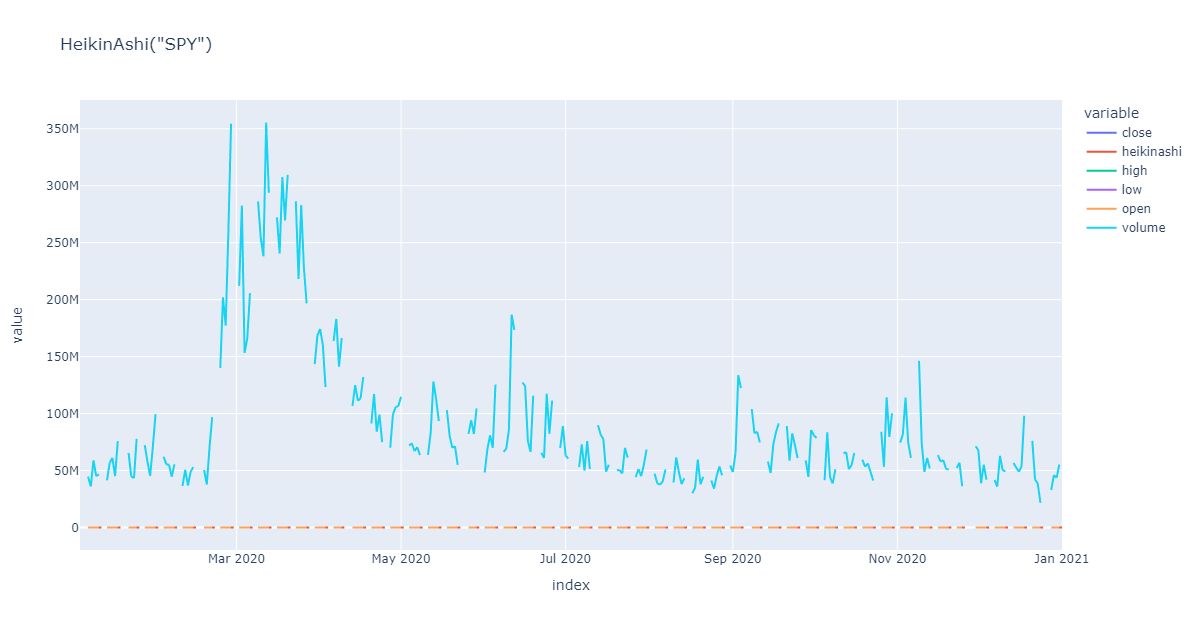 HeikinAshi("SPY")
variable
close
heikinashi
high
low
open
volume
value
350M
300M
250M
200M
150M
100M
50M
0
Mar 2020
May 2020
Jul 2020
Sep 2020
Nov 2020
Jan 2021
index